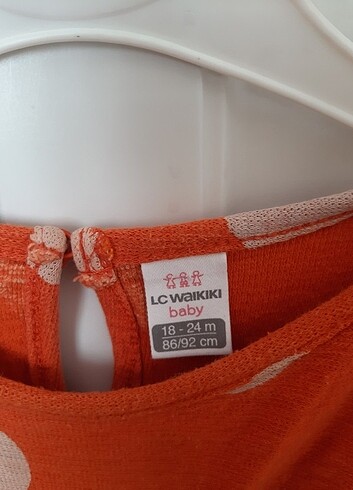 LC WAIKIKI
baby
18 - 24 m
86/92 cm